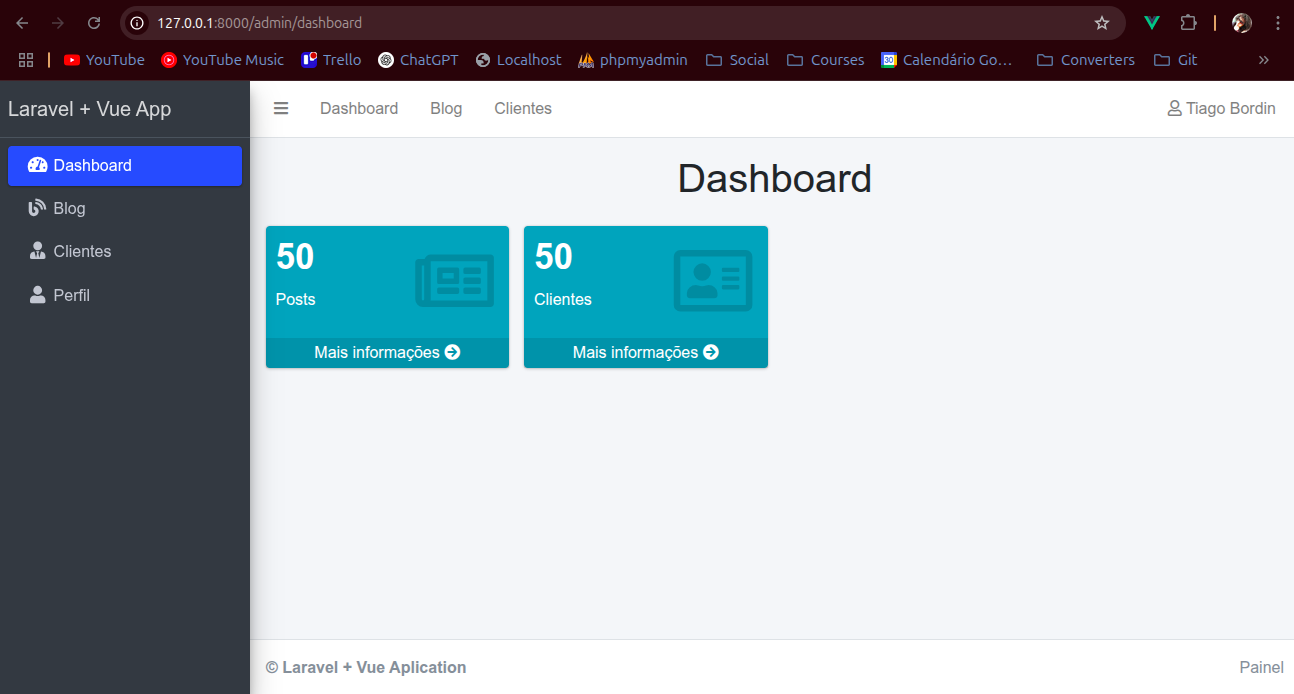 127.0.0.1:8000/admin/dashboard
YouTube YouTube Music Trello ChatGPT Localhost phpmyadmin Social Courses 30 Calendário Go... Converters Git
Laravel + Vue App
Dashboard Blog Clientes Tiago Bordin
Dashboard
Blog
Clientes
Perfil
Dashboard
50
Posts
Mais informações
50
Clientes
Mais informações
© Laravel + Vue Aplication Painel